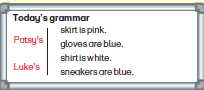 Today's grammar
Patsy's
skirt is pink.
gloves are blue.
Luke's
shirt is white.
sneakers are blue.